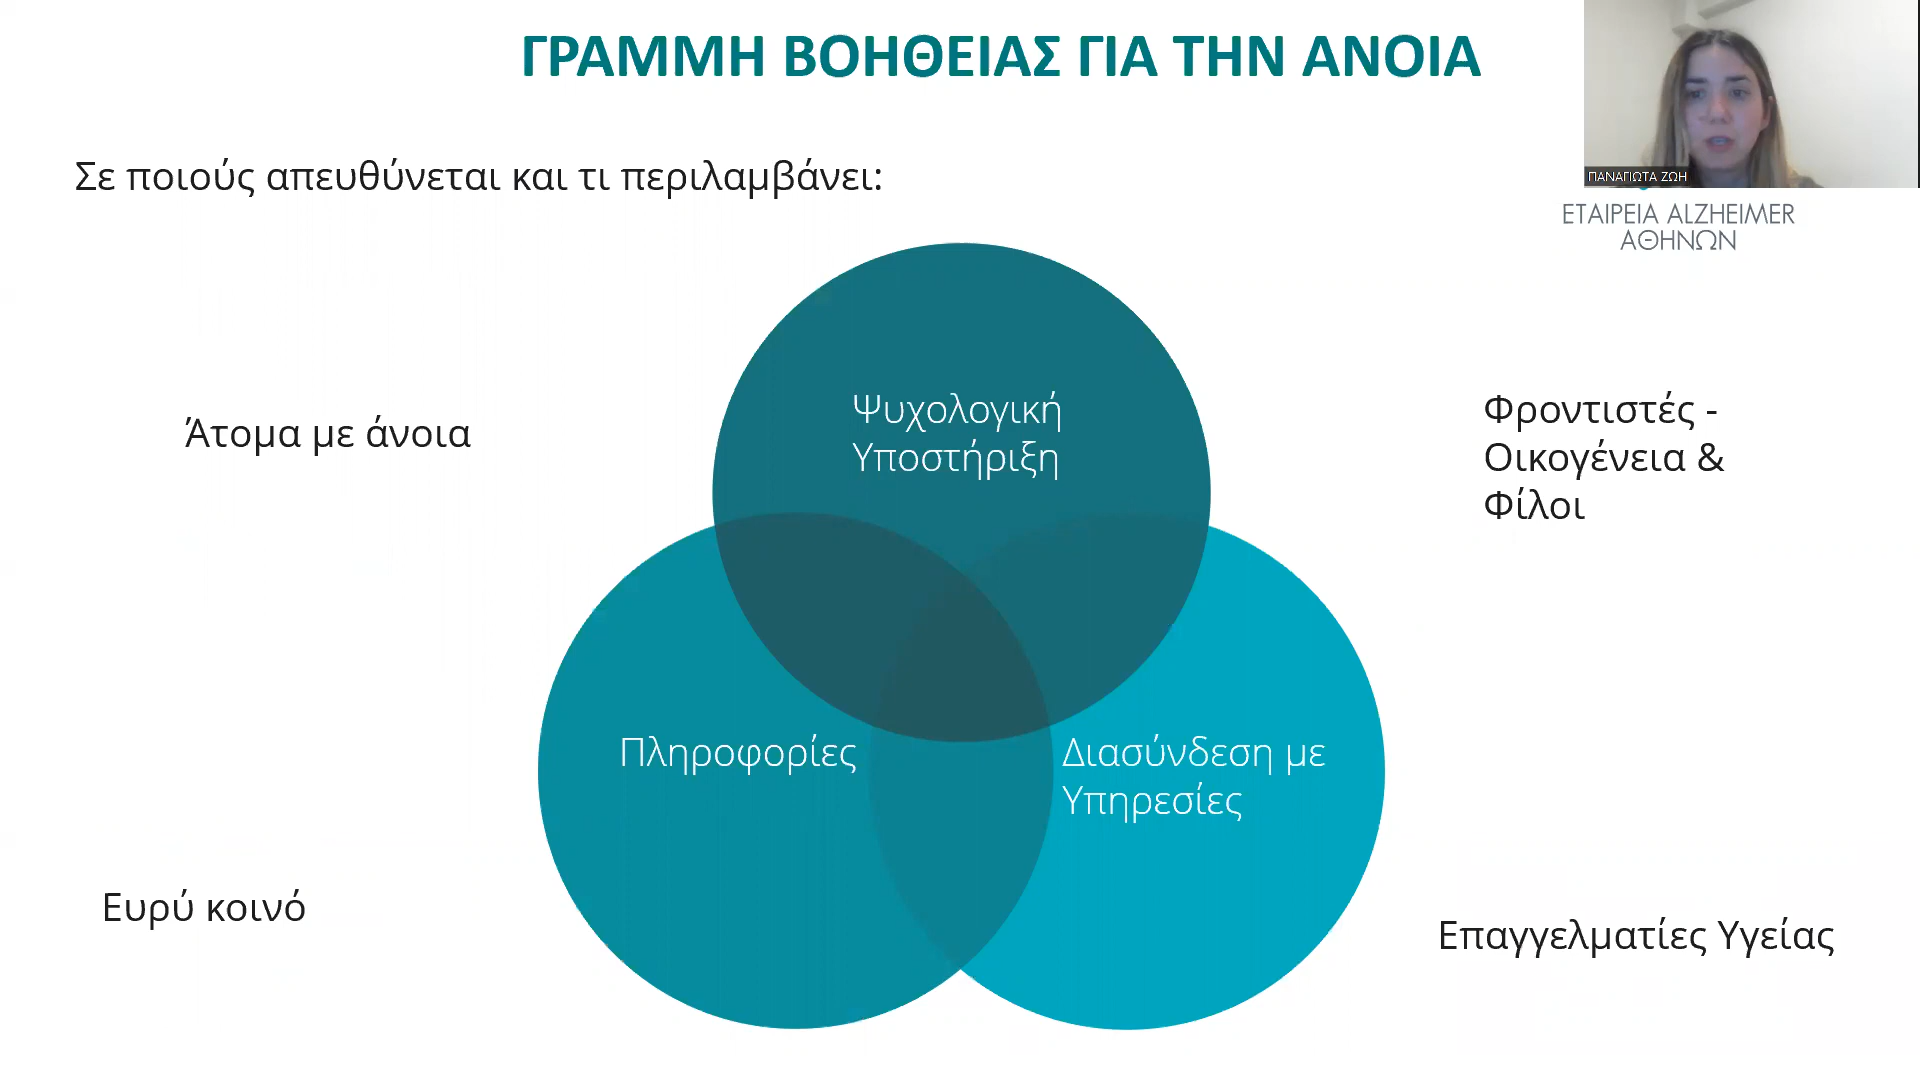 ΓΡΑΜΜΗ ΒΟΗΘΕΙΑΣ ΓΙΑ ΤΗΝ ΑΝΟΙΑ
ΠΑΝΑΓΙΩΤΑ ΖΩΗ
Σε ποιούς απευθύνεται και τι περιλαμβάνει:
ΕΤΑΙΡΕΙΑ ALZHEIMER
ΑΘΗΝΩΝ
Άτομα με άνοια
Ψυχολογική
Υποστήριξη
Φροντιστές -
Οικογένεια &
Φίλοι
Πληροφορίες
Διασύνδεση με
Υπηρεσίες
Ευρύ κοινό
Επαγγελματίες Υγείας